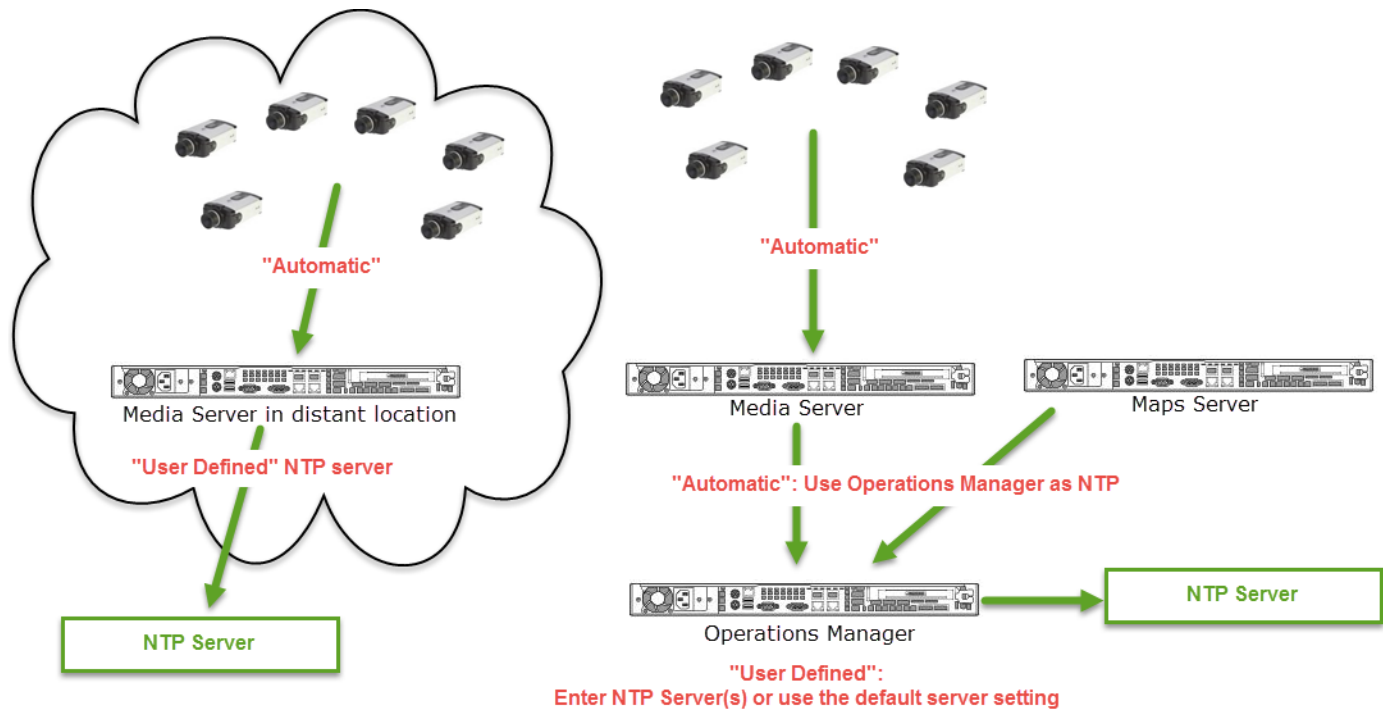 "Automatic"
Media Server in distant location
"User Defined" NTP server
NTP Server
"Automatic"
Media Server
Maps Server
"Automatic": Use Operations Manager as NTP
Operations Manager
NTP Server
"User Defined":
Enter NTP Server(s) or use the default server setting